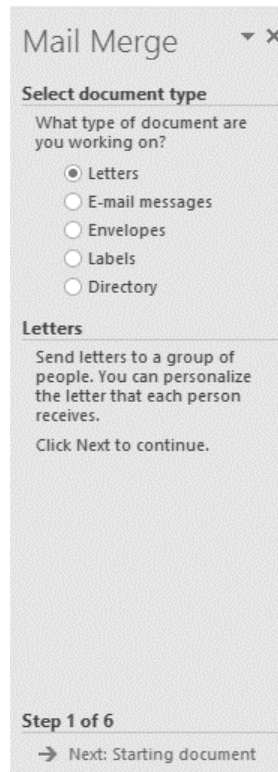 Mail Merge
Select document type
What type of document are
you working on?
Letters
E-mail messages
Envelopes
Labels
Directory
Letters
Send letters to a group of
people. You can personalize
the letter that each person
receives.
Click Next to continue.
Step 1 of 6
Next: Starting document